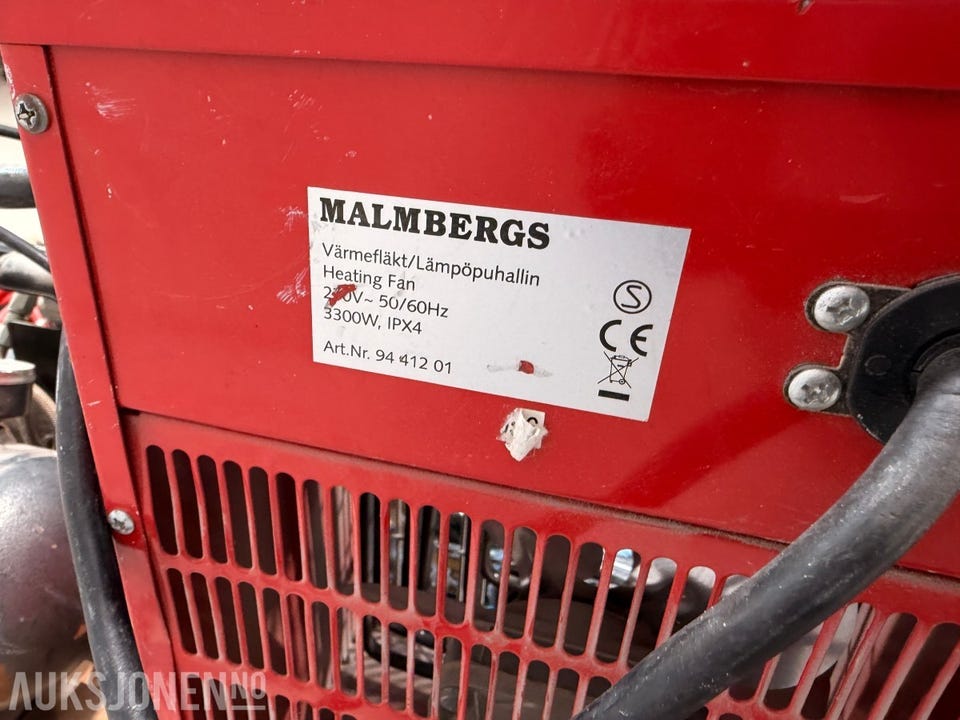 MALMBERGS
Värmefläkt/Lämpöpuhallin
Heating Fan
50/60Hz
3300W, IPX4
Art.Nr. 94 412 01
S
CE
AUKSJONEN.NO